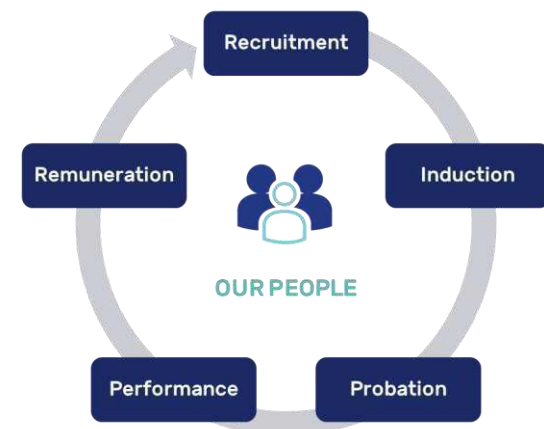 Recruitment
Induction
Probation
Performance
Remuneration
OUR PEOPLE